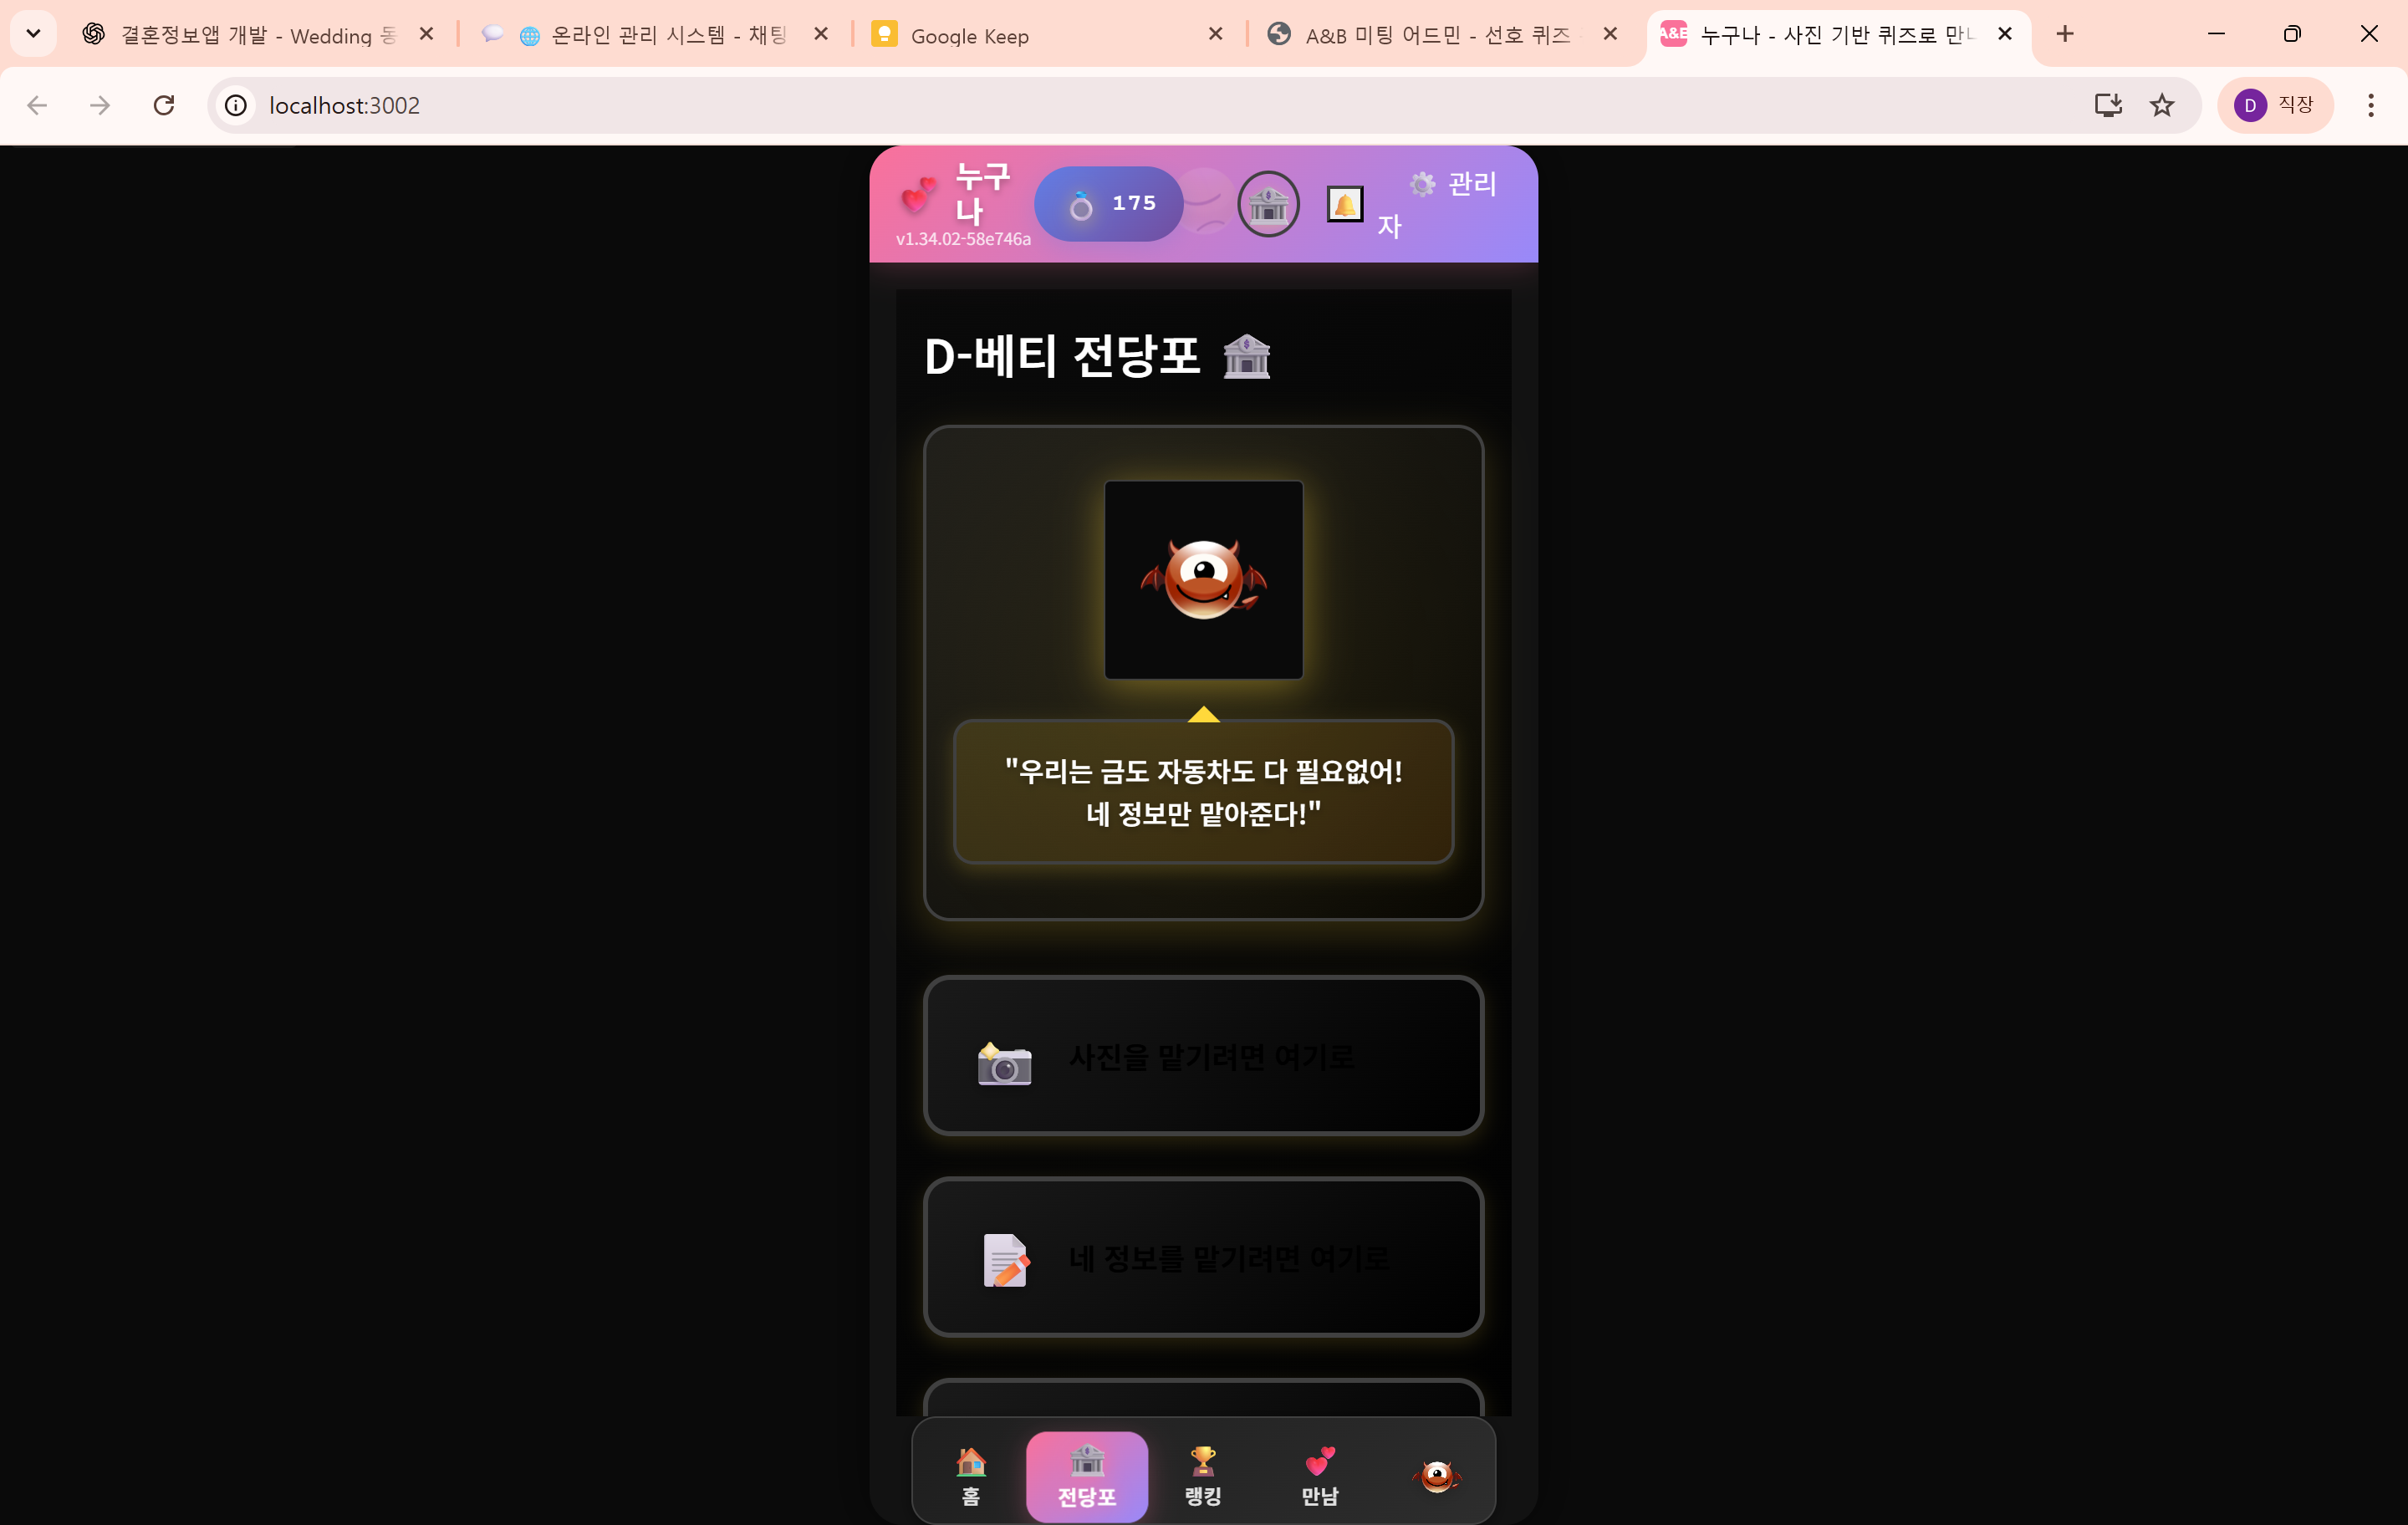 결혼정보앱 개발 - Wedding 동
온라인 관리 시스템 - 채팅
Google Keep
A&B 미팅 어드민 - 선호 퀴즈
A&B
누구나 - 사진 기반 퀴즈로 만나
localhost:3002
D
직장
누구
나
v1.34.02-58e746a
175
관리
자
D-베티 전당포
"우리는 금도 자동차도 다 필요없어!
네 정보만 맡아준다!"
사진을 맡기려면 여기로
네 정보를 맡기려면 여기로
홈
전당포
랭킹
만남